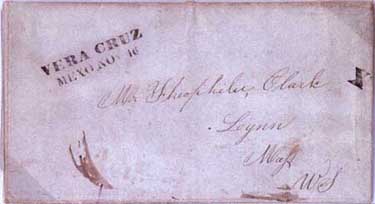 VERA CRUZ
MEXO. NOV 16
Mr Theophilus Clark
Lynn
Mass
US